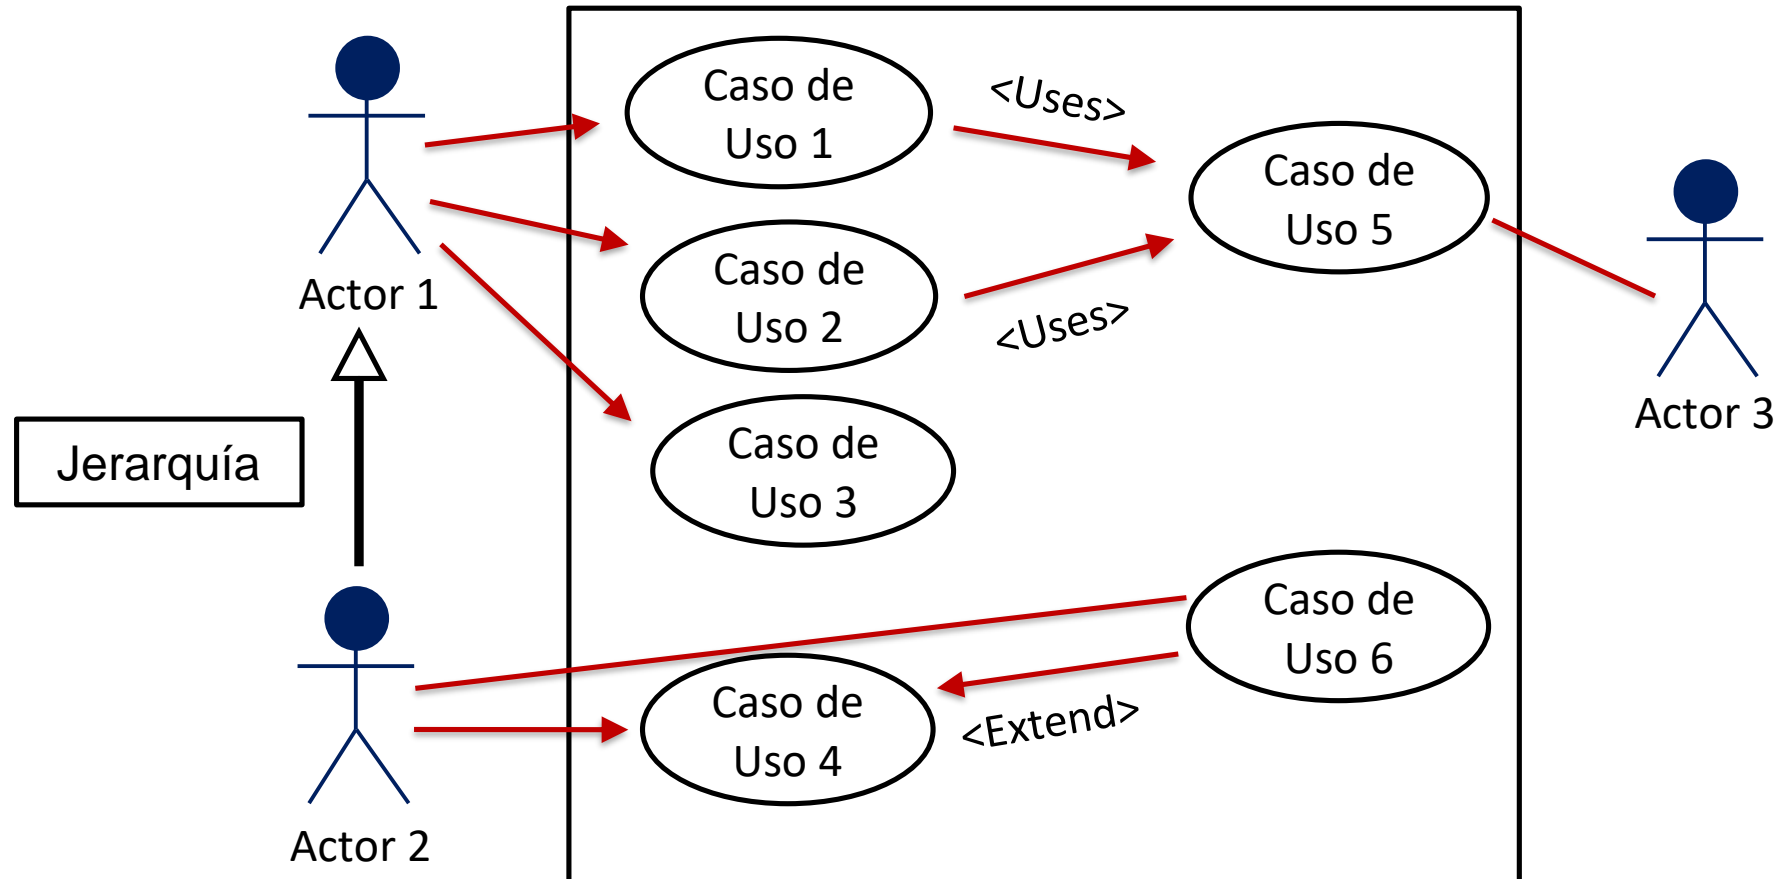 Caso de
Uso 1
<Uses>
Caso de
Uso 5
Actor 1
Caso de
Uso 2
<Uses>
Actor 3
Jerarquía
Caso de
Uso 3
Caso de
Uso 6
Caso de
Uso 4
<Extend>
Actor 2